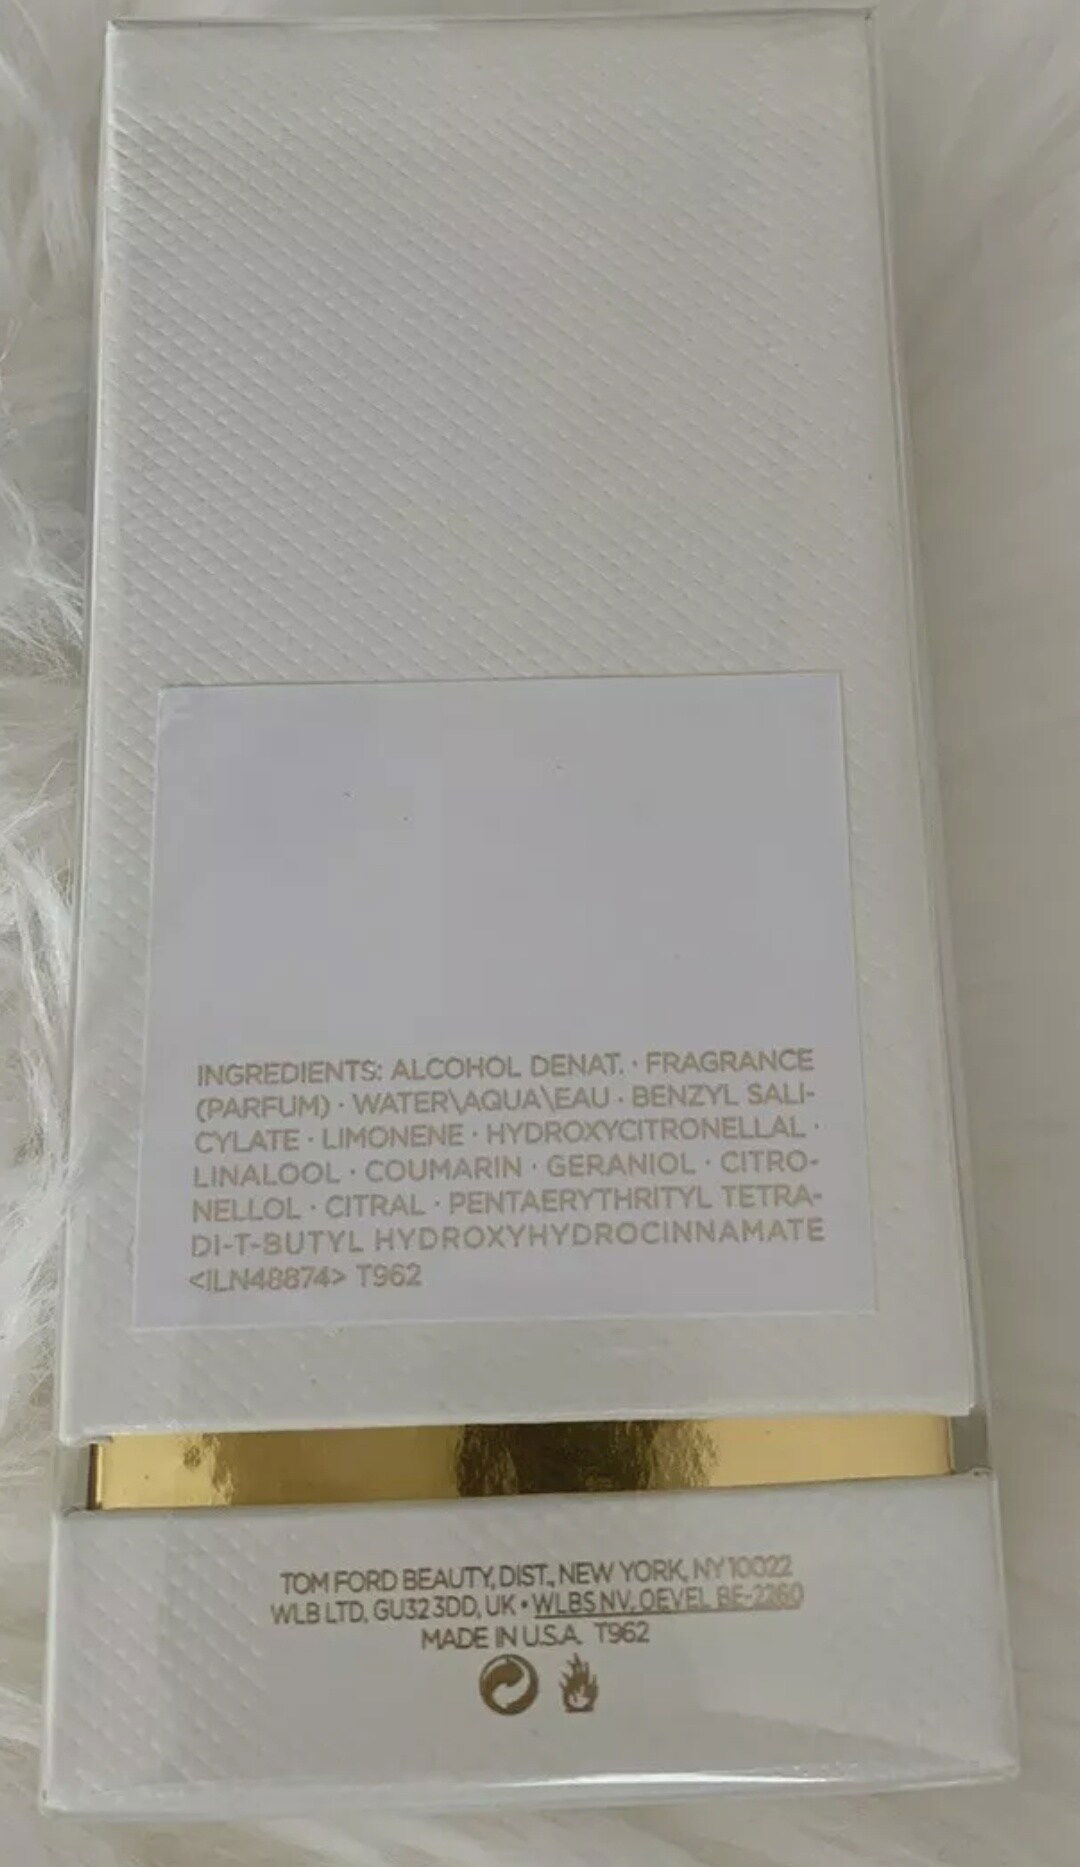 INGREDIENTS: ALCOHOL DENAT. · FRAGRANCE
(PARFUM) · WATER\AQUA\EAU · BENZYL SALI-
CYLATE · LIMONENE · HYDROXYCITRONELLAL ·
LINALOOL · COUMARIN · GERANIOL · CITRO-
NELLOL · CITRAL · PENTAERYTHRITYL TETRA-
DI-T-BUTYL HYDROXYHYDROCINNAMATE
<ILN48874> T962
TOM FORD BEAUTY, DIST., NEW YORK, NY 10022
WLB LTD, GU32 3DD, UK • WLBS NV, OEVEL BE-2260
MADE IN U.S.A. T962